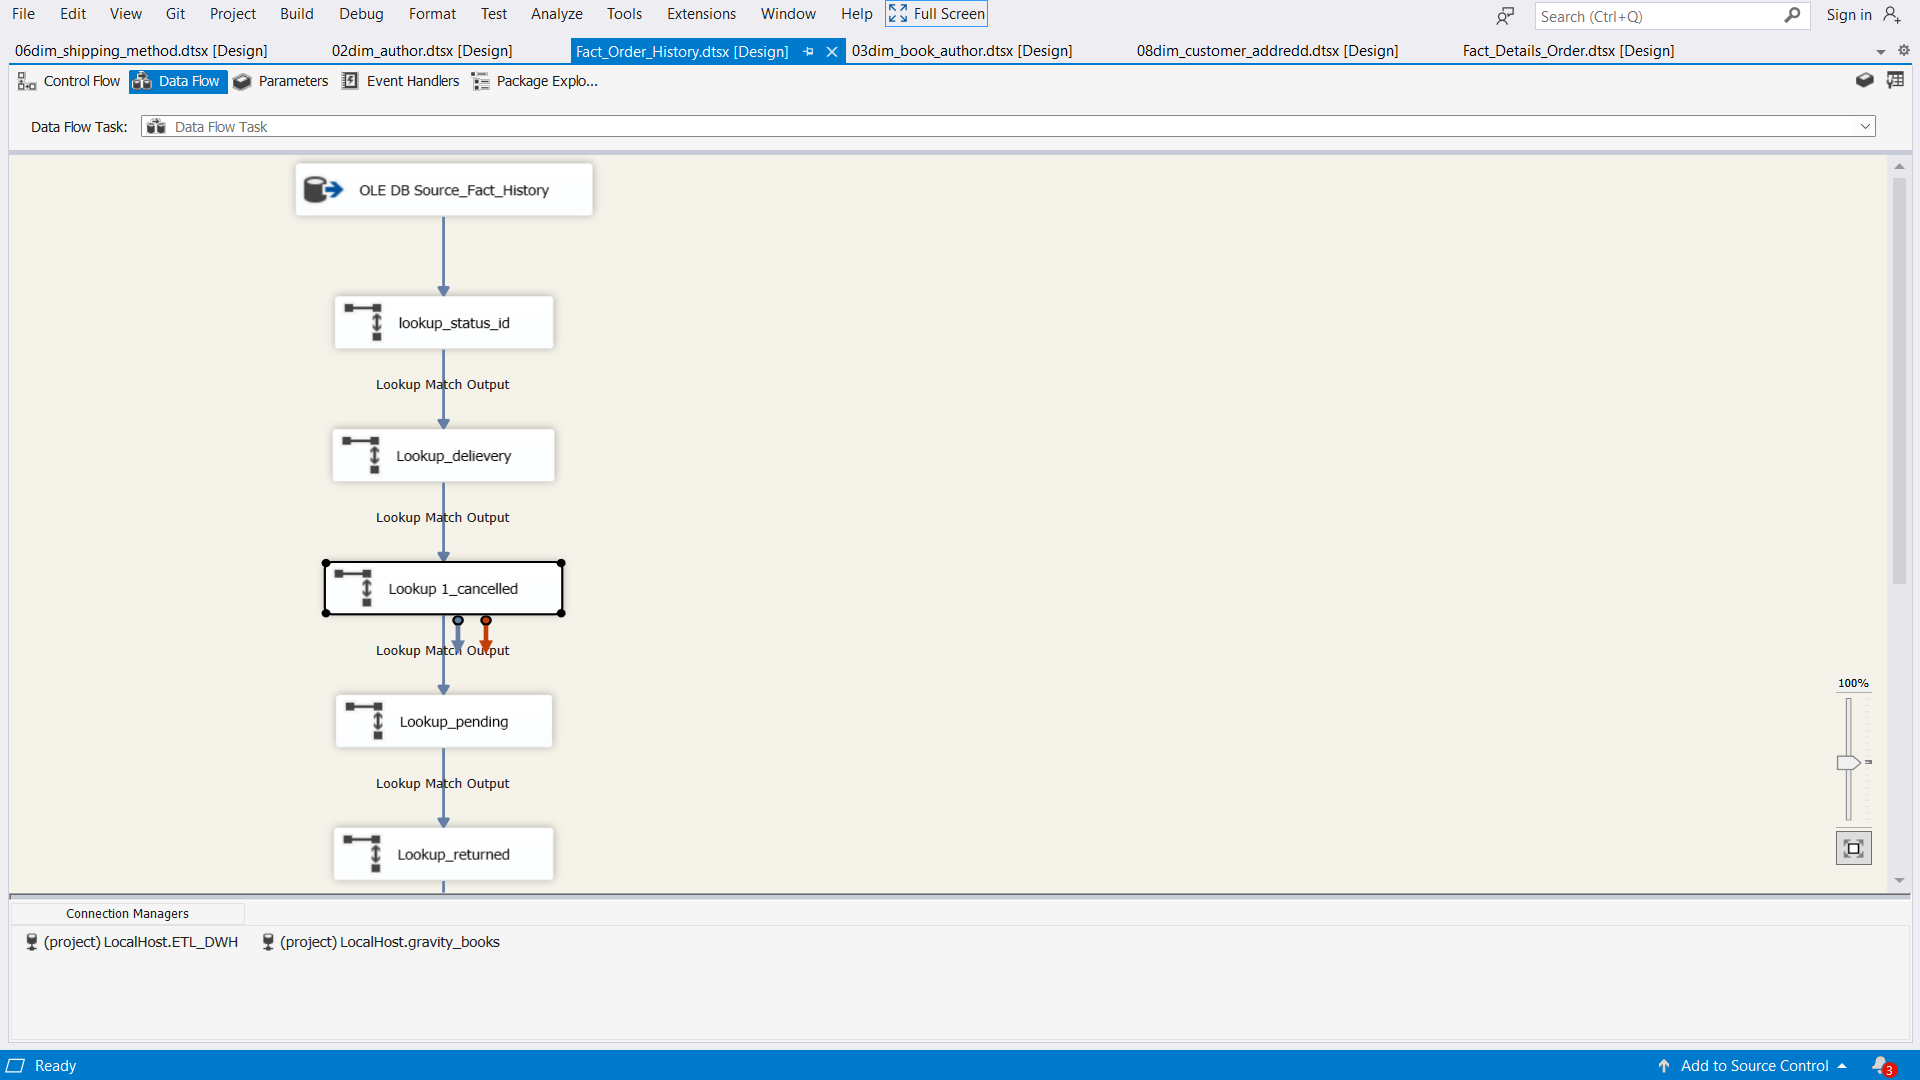 File Edit View Git Project Build Debug Format Test Analyze Tools Extensions Window Help Full Screen Search (Ctrl+Q) Sign in
06dim_shipping_method.dtsx [Design] 02dim_author.dtsx [Design] Fact_Order_History.dtsx [Design] 03dim_book_author.dtsx [Design] 08dim_customer_addredd.dtsx [Design] Fact_Details_Order.dtsx [Design]
Control Flow Data Flow Parameters Event Handlers Package Explo...
Data Flow Task: Data Flow Task
OLE DB Source_Fact_History
lookup_status_id
Lookup Match Output
Lookup_delievery
Lookup Match Output
Lookup 1_cancelled
Lookup Match Output
100%
Lookup_pending
Lookup Match Output
Lookup_returned
Connection Managers
(project) LocalHost.ETL_DWH (project) LocalHost.gravity_books
Ready Add to Source Control 3